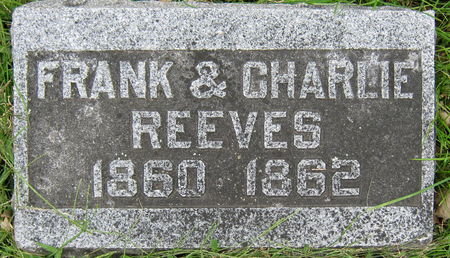 FRANK & CHARLIE
REEVES
1860 1862